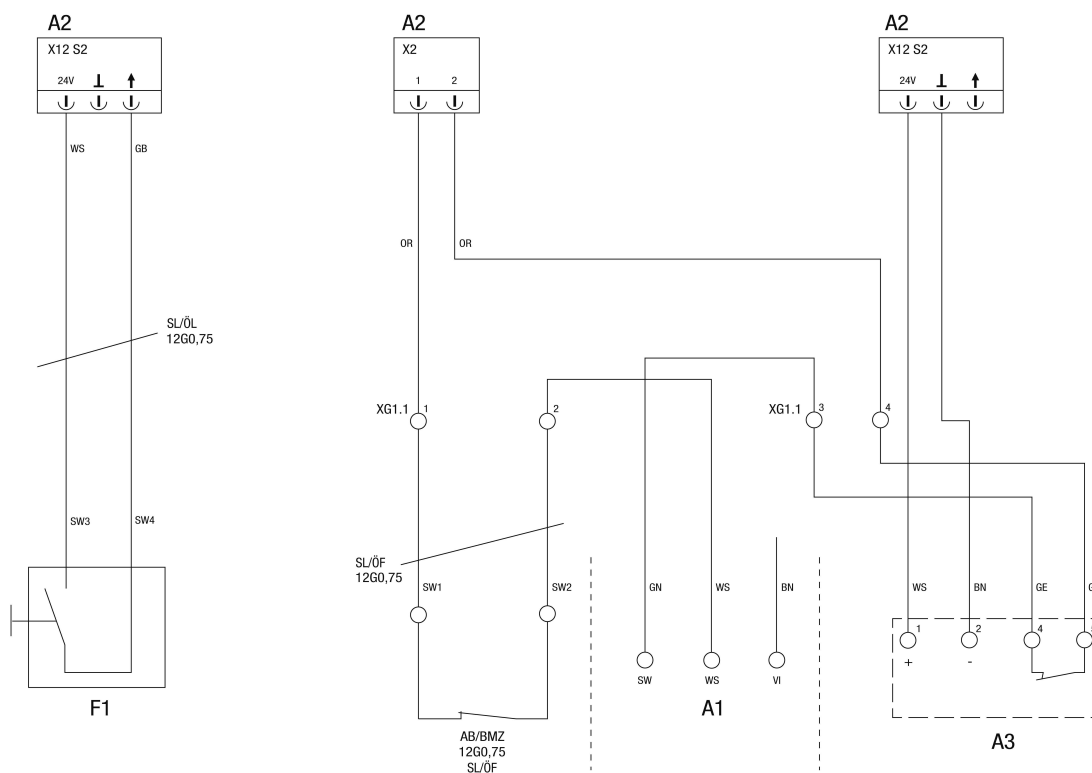 A2
X12 S2
24V
WS
GB
SL/ÖL
12G0,75
SW3
SW4
F1
A2
X2
1
2
OR
OR
XG1.1
1
2
SL/ÖF
12G0,75
SW1
SW2
AB/BMZ
12G0,75
SL/ÖF
XG1.1
3
4
GN
WS
BN
SW
WS
VI
A1
A2
X12 S2
24V
WS
BN
GE
1
2
4
+
-
A3